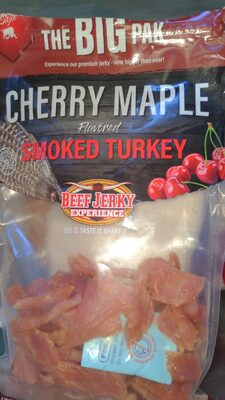 THE BIG PAK
Experience our premium jerky - now bigger than ever!
CHERRY MAPLE
Flavored
SMOKED TURKEY
BEEF JERKY
EXPERIENCE
SEE IT. TASTE IT. SHARE IT.